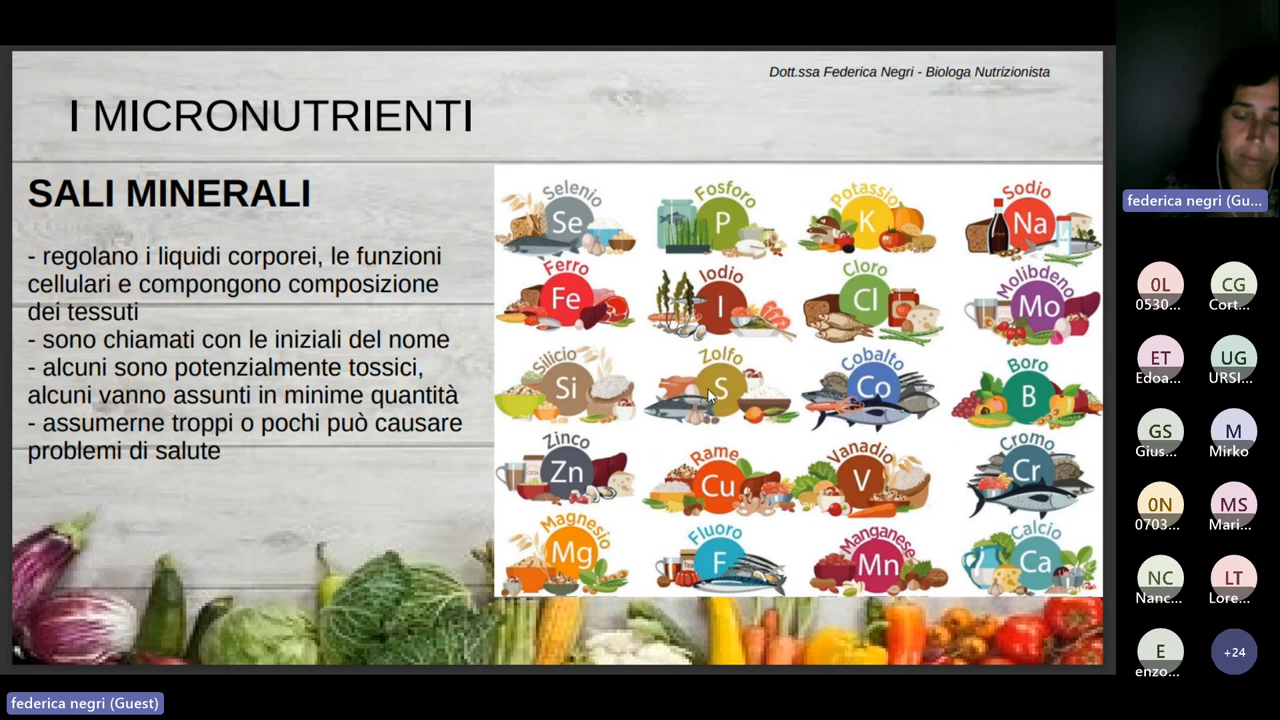 Dott.ssa Federica Negri - Biologa Nutrizionista
I MICRONUTRIENTI
SALI MINERALI
- regolano i liquidi corporei, le funzioni
cellulari e compongono composizione
dei tessuti
- sono chiamati con le iniziali del nome
- alcuni sono potenzialmente tossici,
alcuni vanno assunti in minime quantità
- assumerne troppi o pochi può causare
problemi di salute
Selenio
Se
Fosforo
P
Potassio
K
Sodio
Na
Ferro
Fe
Iodio
I
Cloro
Cl
Molibdeno
Mo
Silicio
Si
Zolfo
S
Cobalto
Co
Boro
B
Zinco
Zn
Rame
Cu
Vanadio
V
Cromo
Cr
Magnesio
Mg
Fluoro
F
Manganese
Mn
Calcio
Ca
federica negri (Gu...
0L
0530...
CG
Cort...
ET
Edoa...
UG
URSI...
GS
Gius...
M
Mirko
0N
0703...
MS
Mari...
NC
Nanc...
LT
Lore...
E
enzo...
+24
federica negri (Guest)